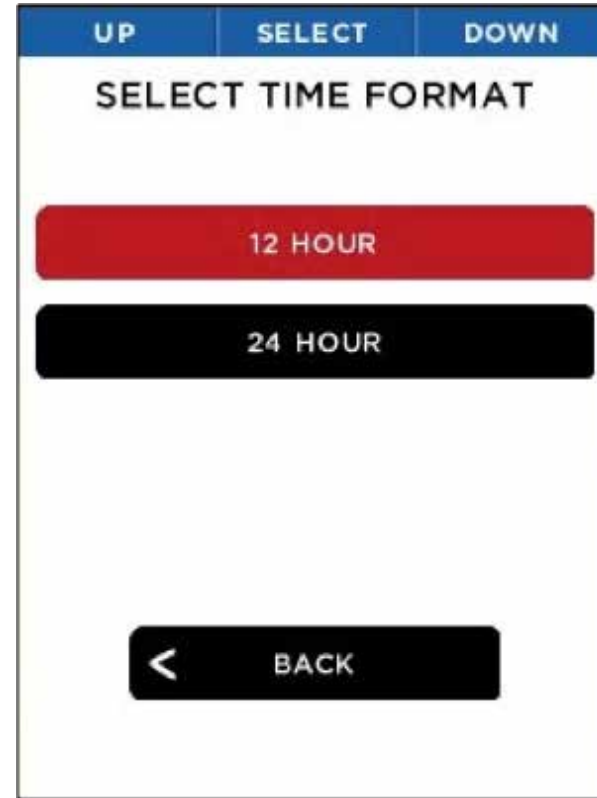 UP SELECT DOWN
SELECT TIME FORMAT
12 HOUR
24 HOUR
< BACK